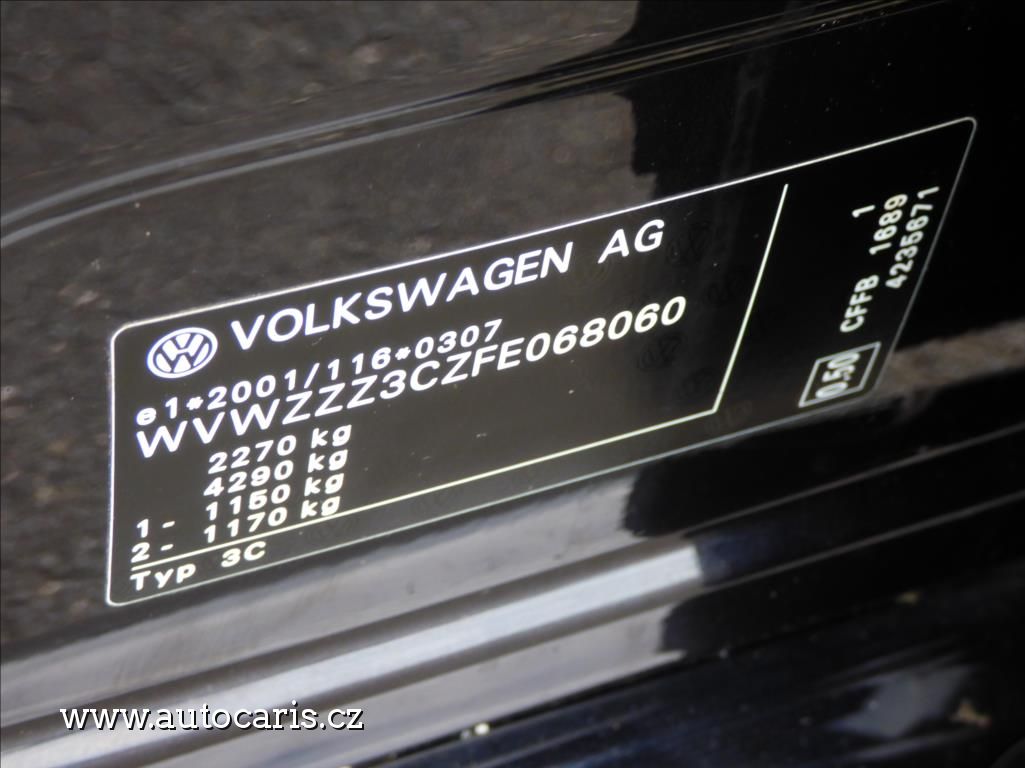 VOLKSWAGEN AG
e1*2001/116*0307
WVWZZZ3CZFE068060
2270 kg
4290 kg
1 - 1150 kg
2 - 1170 kg
Typ 3C
1
CFFB 1689
4235671
0.50
www.autocaris.cz